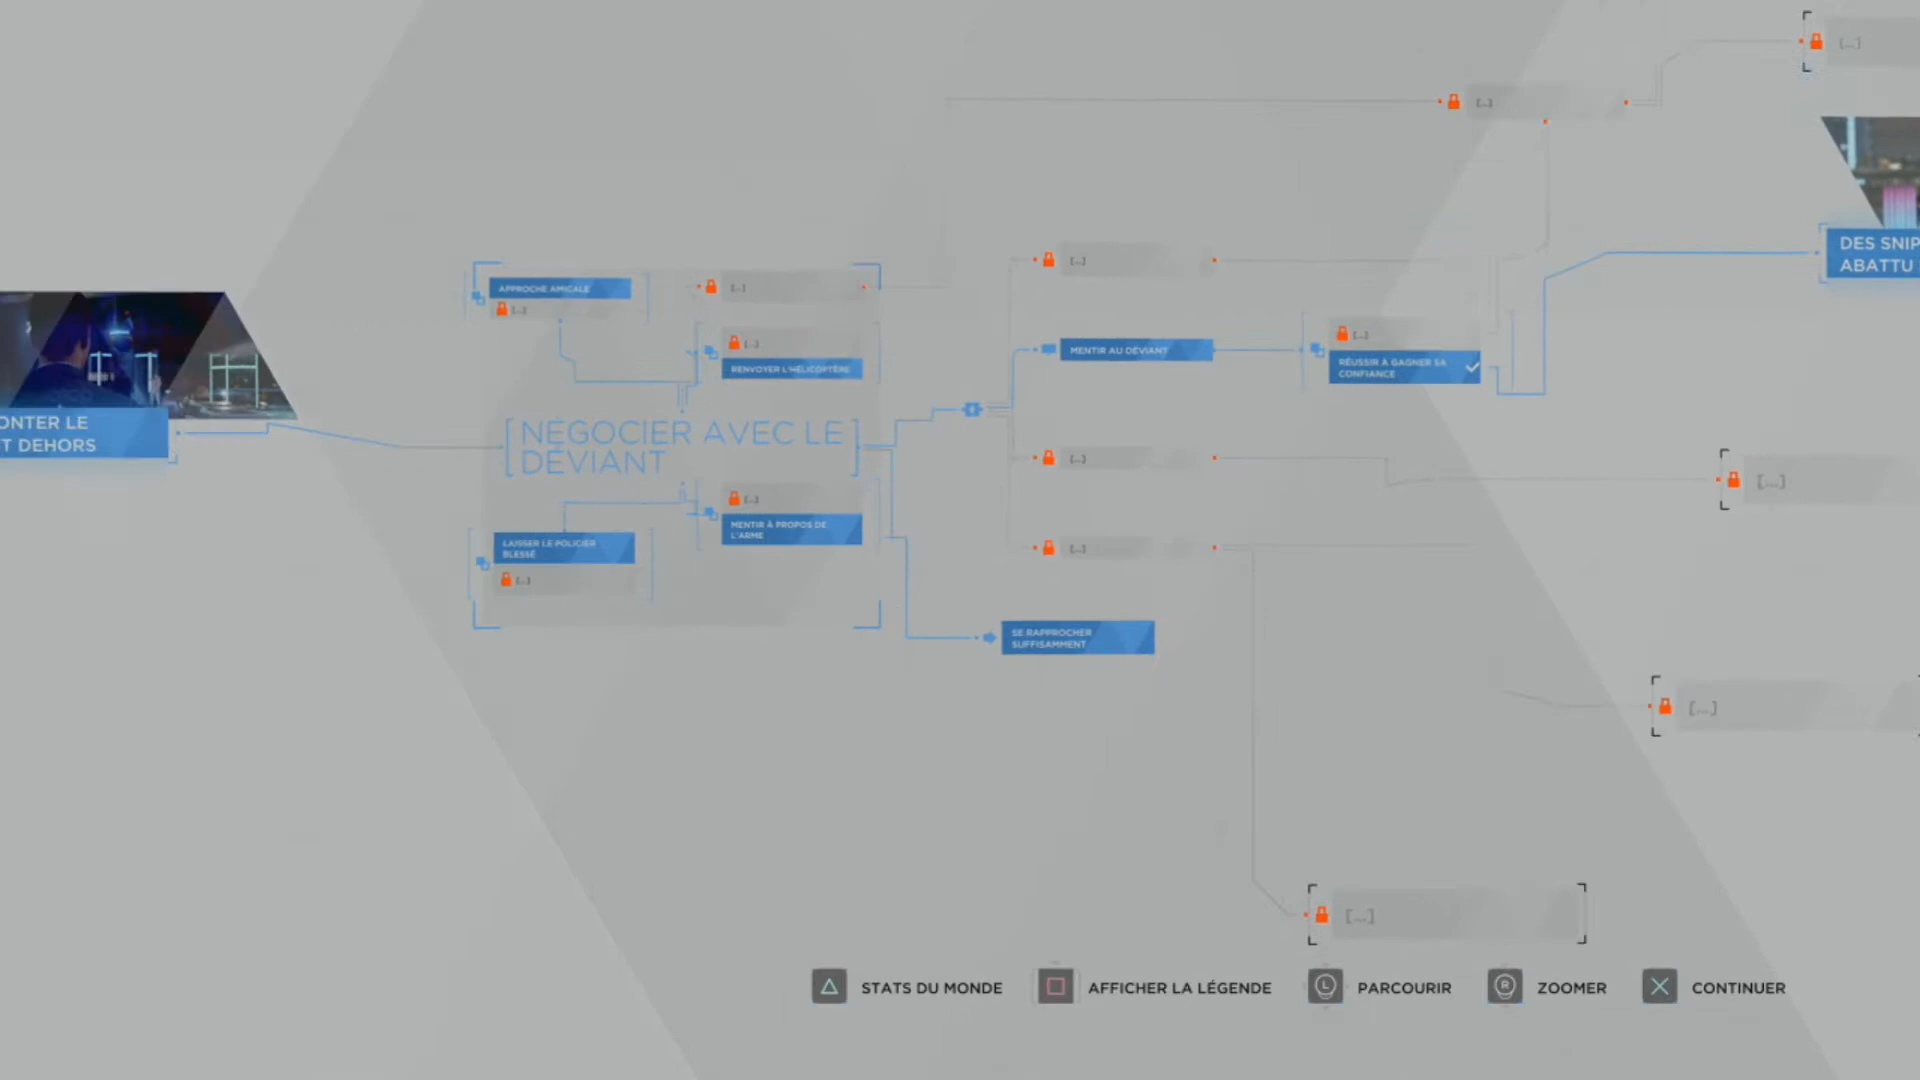 [...]
[...]
DES SNIP
ABATTU
[...]
APPROCHE AMICALE
[...]
[...]
[...]
RENVOYER L'HÉLICOPTÈRE
MENTIR AU DÉVIANT
[...]
RÉUSSIR À GAGNER SA
CONFIANCE
ONTER LE
T DEHORS
[NÉGOCIER AVEC LE
DÉVIANT]
[...]
[...]
[...]
MENTIR À PROPOS DE
L'ARME
LAISSER LE POLICIER
BLESSÉ
[...]
[...]
SE RAPPROCHER
SUFFISAMMENT
[...]
[...]
STATS DU MONDE
AFFICHER LA LÉGENDE
L PARCOURIR
R ZOOMER
CONTINUER